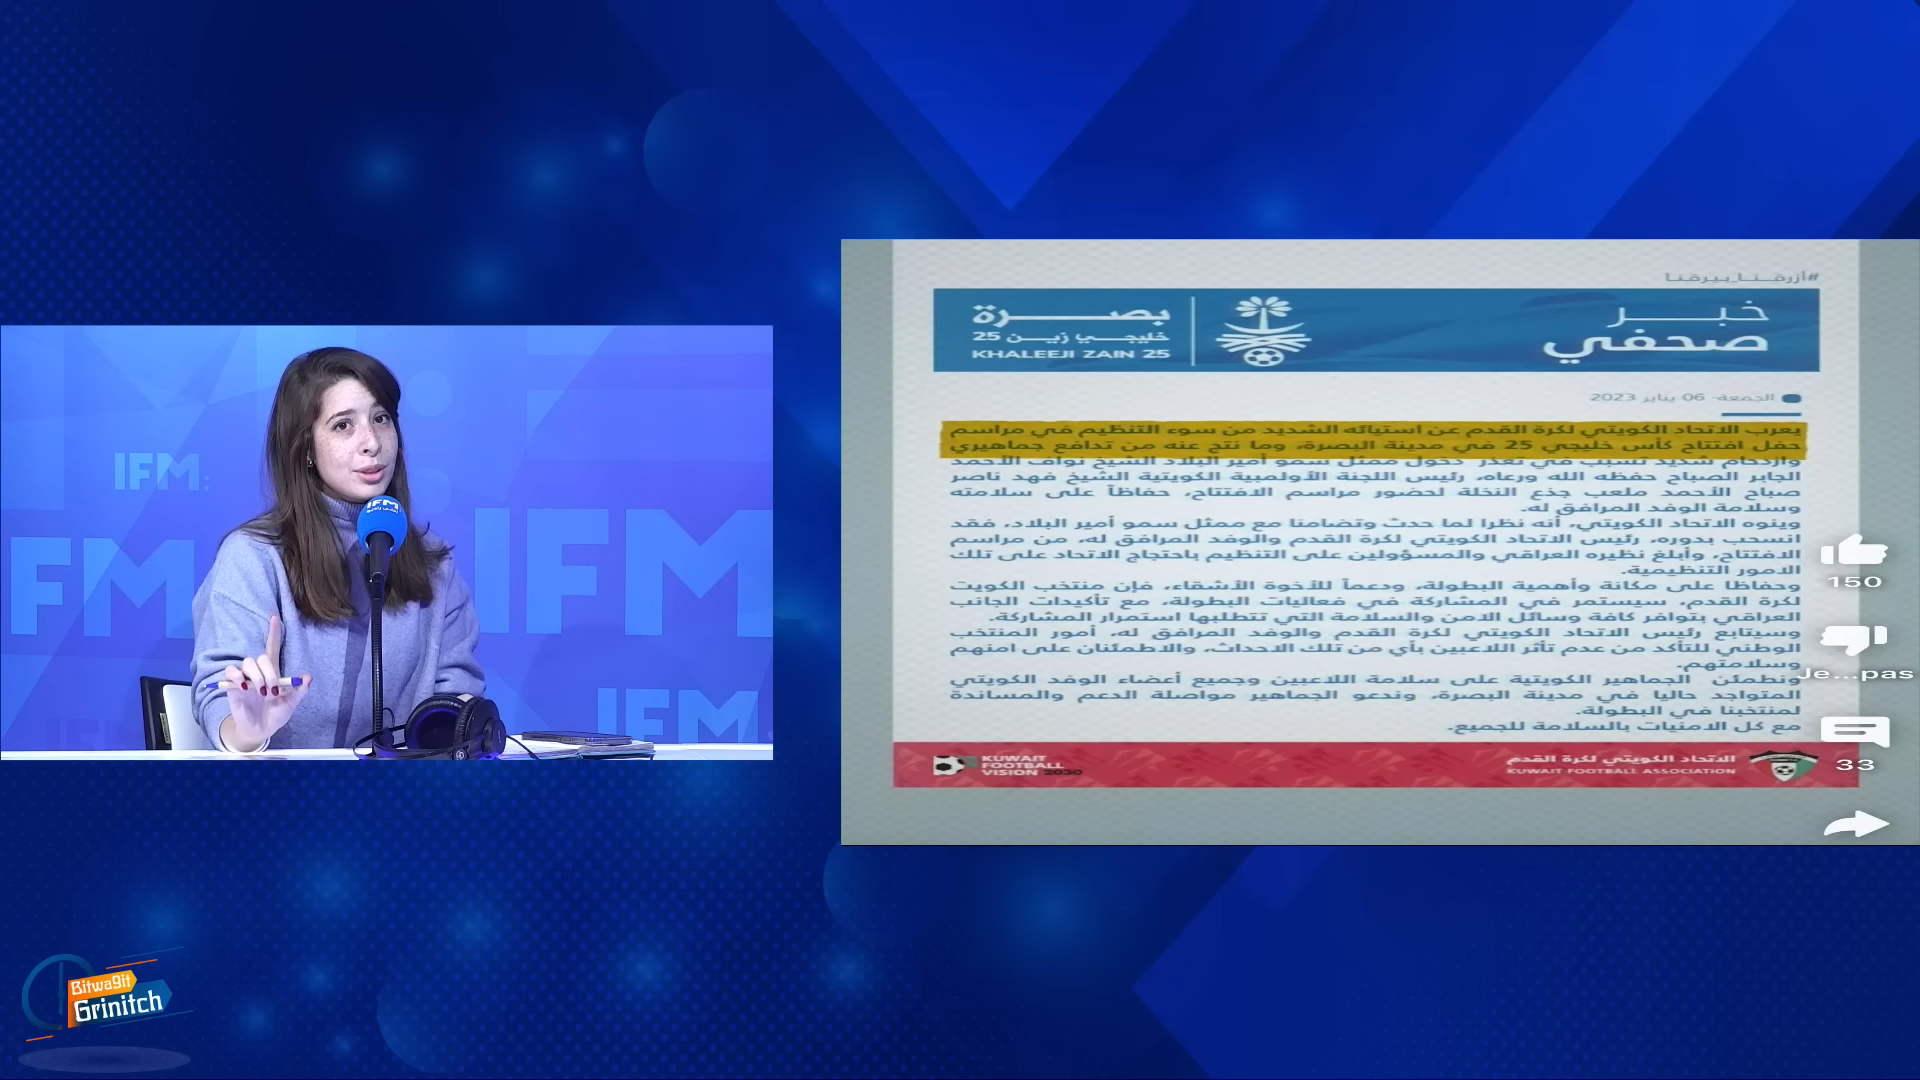 IFM:
FM
IFM
IFM:
IFM
#أزرقـــنــا_بيرقنــا
خبـــر
صحفي
بصـــــرة
خليجـي زيـن 25
KHALEEJI ZAIN 25
الجمعة- 06 يناير 2023
يعرب الاتحاد الكويتي لكرة القدم عن استيائه الشديد من سوء التنظيم في مراسم
حفل افتتاح كأس خليجي 25 في مدينة البصرة، وما نتج عنه من تدافع جماهيري
وازدحام شديد تسبب في تعذر دخول ممثل سمو أمير البلاد الشيخ نواف الأحمد
الجابر الصباح حفظه الله ورعاه، رئيس اللجنة الأولمبية الكويتية الشيخ فهد ناصر
صباح الأحمد ملعب جذع النخلة لحضور مراسم الافتتاح، حفاظاً على سلامته
وسلامة الوفد المرافق له.
وينوه الاتحاد الكويتي، أنه نظرا لما حدث وتضامنا مع ممثل سمو أمير البلاد، فقد
انسحب بدوره، رئيس الاتحاد الكويتي لكرة القدم والوفد المرافق له، من مراسم
الافتتاح، وأبلغ نظيره العراقي والمسؤولين على التنظيم باحتجاج الاتحاد على تلك
الامور التنظيمية.
وحفاظا على مكانة وأهمية البطولة، ودعماً للأخوة الأشقاء، فإن منتخب الكويت
لكرة القدم، سيستمر في المشاركة في فعاليات البطولة، مع تأكيدات الجانب
العراقي بتوافر كافة وسائل الامن والسلامة التي تتطلبها استمرار المشاركة.
وسيتابع رئيس الاتحاد الكويتي لكرة القدم والوفد المرافق له، أمور المنتخب
الوطني للتأكد من عدم تأثر اللاعبين بأي من تلك الاحداث، والاطمئنان على امنهم
وسلامتهم.
ونطمئن الجماهير الكويتية على سلامة اللاعبين وجميع أعضاء الوفد الكويتي
المتواجد حاليا في مدينة البصرة، وندعو الجماهير مواصلة الدعم والمساندة
لمنتخبنا في البطولة.
مع كل الامنيات بالسلامة للجميع.
KUWAIT
FOOTBALL
VISION 2030
الاتحاد الكويتي لكرة القدم
KUWAIT FOOTBALL ASSOCIATION
150
Je...pas
33
Bitwa9it
Grinitch